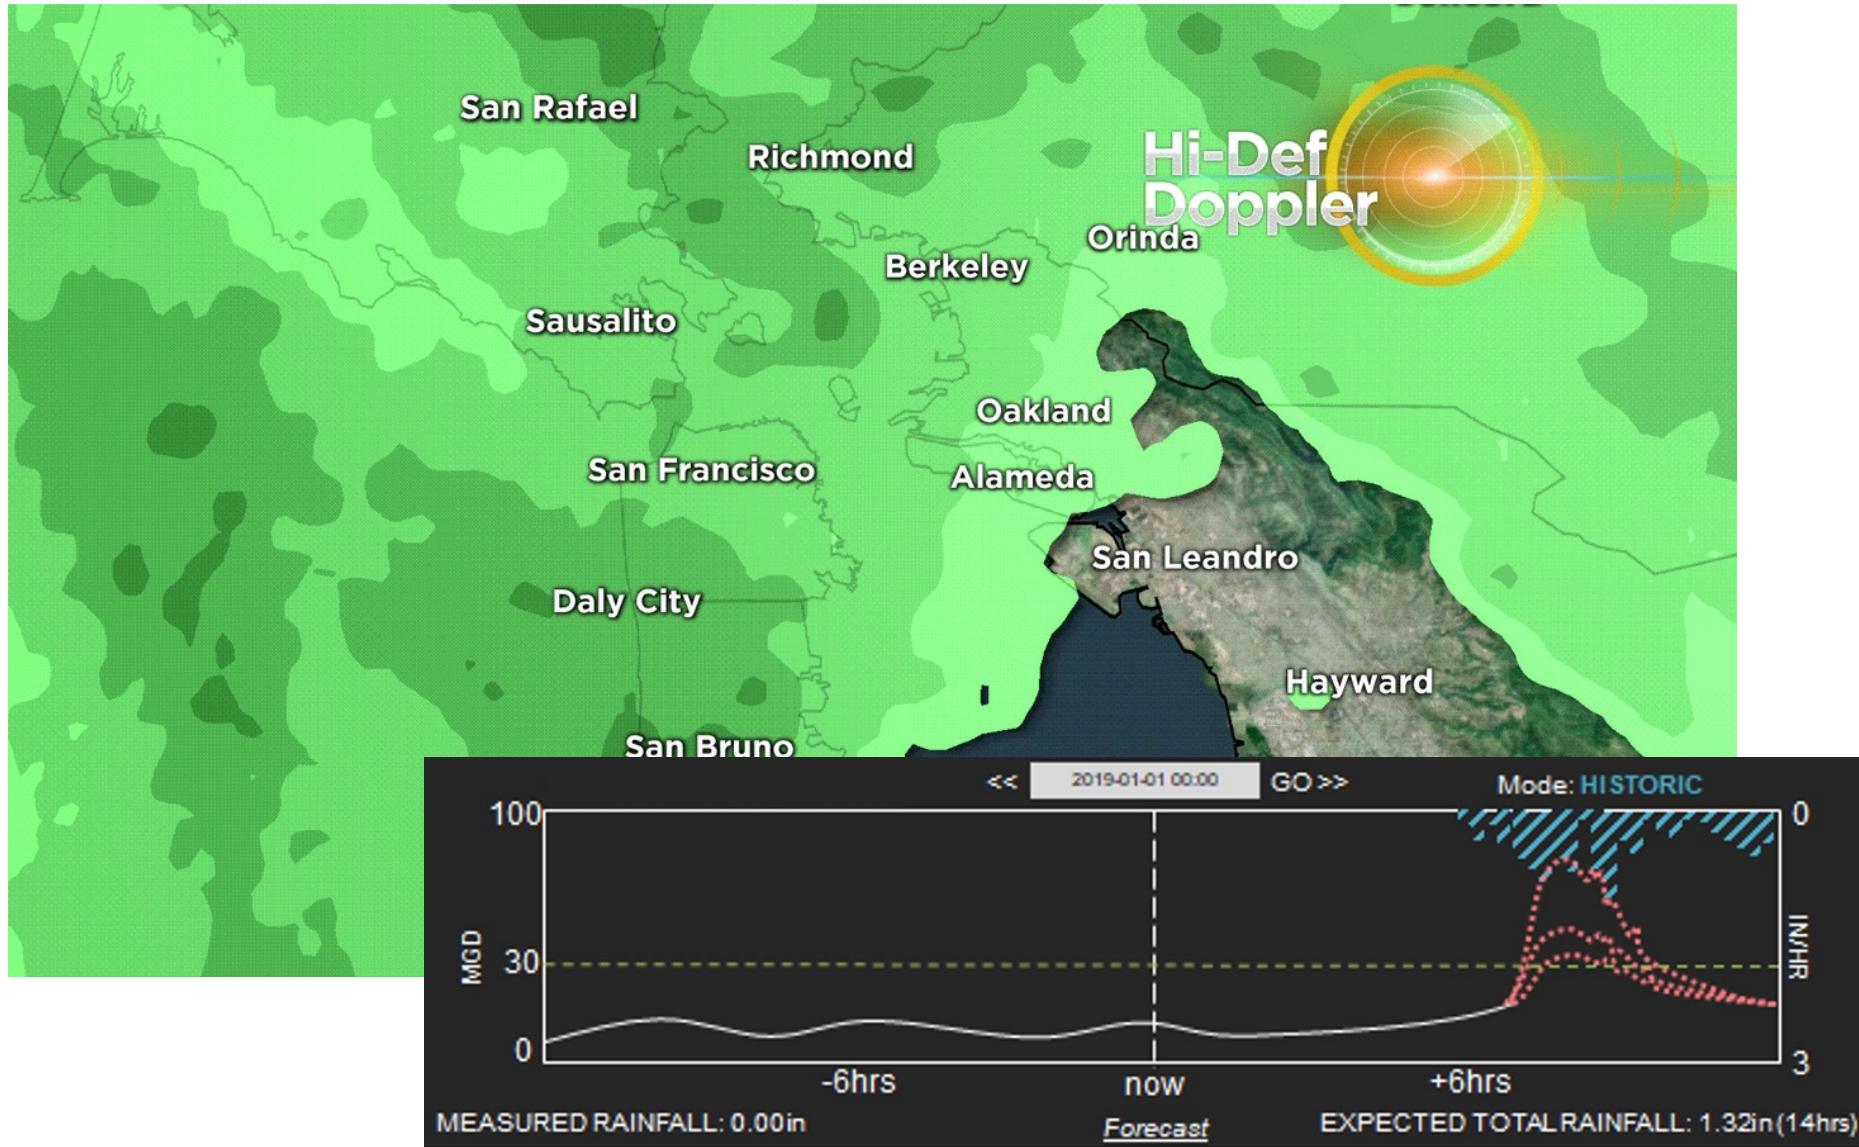 San Rafael
Richmond
Hi-Def
Doppler
Orinda
Berkeley
Sausalito
Oakland
San Francisco
Alameda
San Leandro
Daly City
Hayward
San Bruno
<< 2019-01-01 00:00 GO >>
Mode: HISTORIC
100
0
MGD
30
IN/HR
0
3
-6hrs
now
+6hrs
MEASURED RAINFALL: 0.00in
Forecast
EXPECTED TOTAL RAINFALL: 1.32in (14hrs)